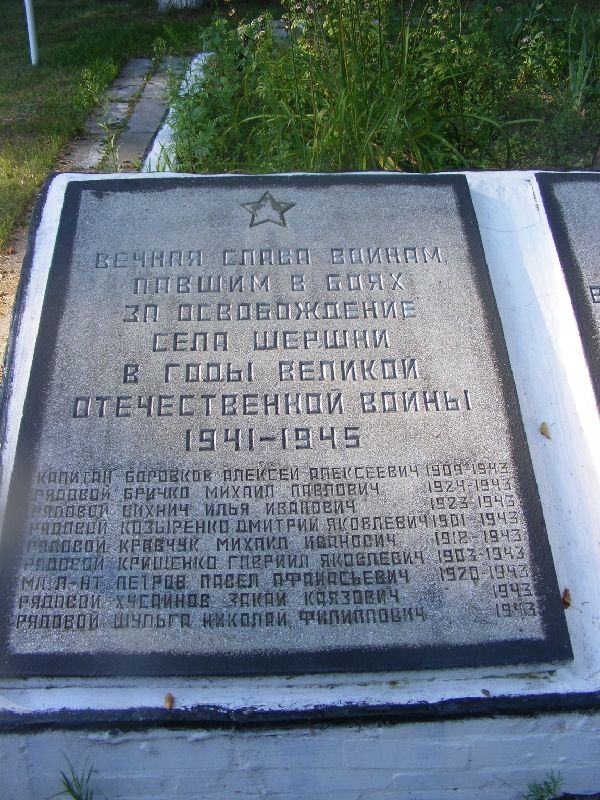 ВЕЧНАЯ СЛАВА ВОИНАМ,
ПАВШИМ В БОЯХ
ЗА ОСВОБОЖДЕНИЕ
СЕЛА ШЕРШНИ
В ГОДЫ ВЕЛИКОЙ
ОТЕЧЕСТВЕННОЙ ВОЙНЫ
1941-1945
КАПИТАН БОРОВКОВ АЛЕКСЕЙ АЛЕКСЕЕВИЧ 1909-1943
РЯДОВОЙ БРИЧКО МИХАИЛ ПАВЛОВИЧ 1924-1943
РЯДОВОЙ ВИХНИЧ ИЛЬЯ ИВАНОВИЧ 1923-1943
РЯДОВОЙ КОЗЫРЕНКО ДМИТРИЙ ЯКОВЛЕВИЧ 1901-1943
РЯДОВОЙ КРАВЧУК МИХАИЛ ИВАНОВИЧ 1918-1943
РЯДОВОЙ КРИЩЕНКО ГАВРИИЛ ЯКОВЛЕВИЧ 1903-1943
МЛ.Л-НТ ПЕТРОВ ПАВЕЛ АФАНАСЬЕВИЧ 1920-1943
РЯДОВОЙ ХУСАИНОВ ЗАКАИ КАЯЗОВИЧ 1943
РЯДОВОЙ ШУЛЬГА НИКОЛАЙ ФИЛИППОВИЧ 1943
В